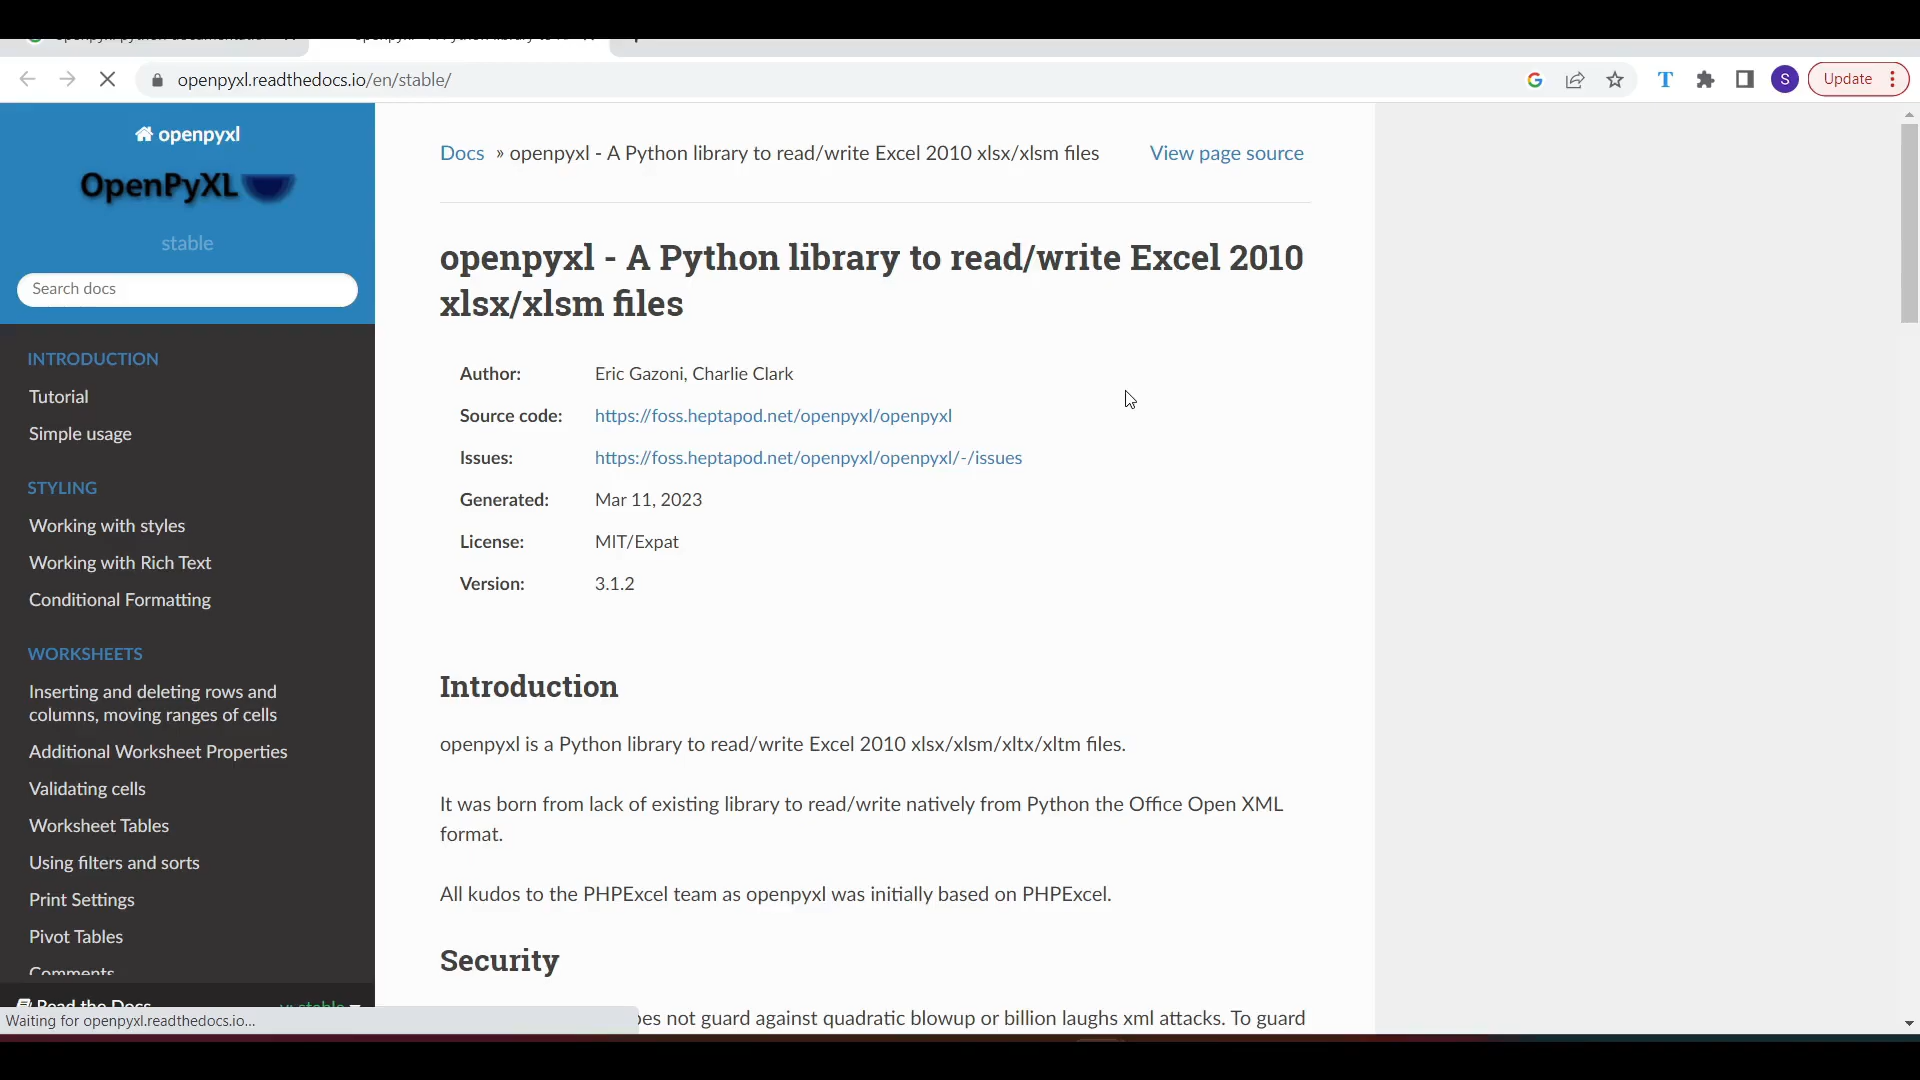 openpyxl.readthedocs.io/en/stable/
T
S
Update
openpyxl
OpenPyXL
stable
Search docs
INTRODUCTION
Tutorial
Simple usage
STYLING
Working with styles
Working with Rich Text
Conditional Formatting
WORKSHEETS
Inserting and deleting rows and
columns, moving ranges of cells
Additional Worksheet Properties
Validating cells
Worksheet Tables
Using filters and sorts
Print Settings
Pivot Tables
Comments
Read the Docs
v: stable
Waiting for openpyxl.readthedocs.io...
Docs » openpyxl - A Python library to read/write Excel 2010 xlsx/xlsm files
View page source
openpyxl - A Python library to read/write Excel 2010
xlsx/xlsm files
Author: Eric Gazoni, Charlie Clark
Source code: https://foss.heptapod.net/openpyxl/openpyxl
Issues: https://foss.heptapod.net/openpyxl/openpyxl/-/issues
Generated: Mar 11, 2023
License: MIT/Expat
Version: 3.1.2
Introduction
openpyxl is a Python library to read/write Excel 2010 xlsx/xlsm/xltx/xltm files.
It was born from lack of existing library to read/write natively from Python the Office Open XML
format.
All kudos to the PHPExcel team as openpyxl was initially based on PHPExcel.
Security
not guard against quadratic blowup or billion laughs xml attacks. To guard